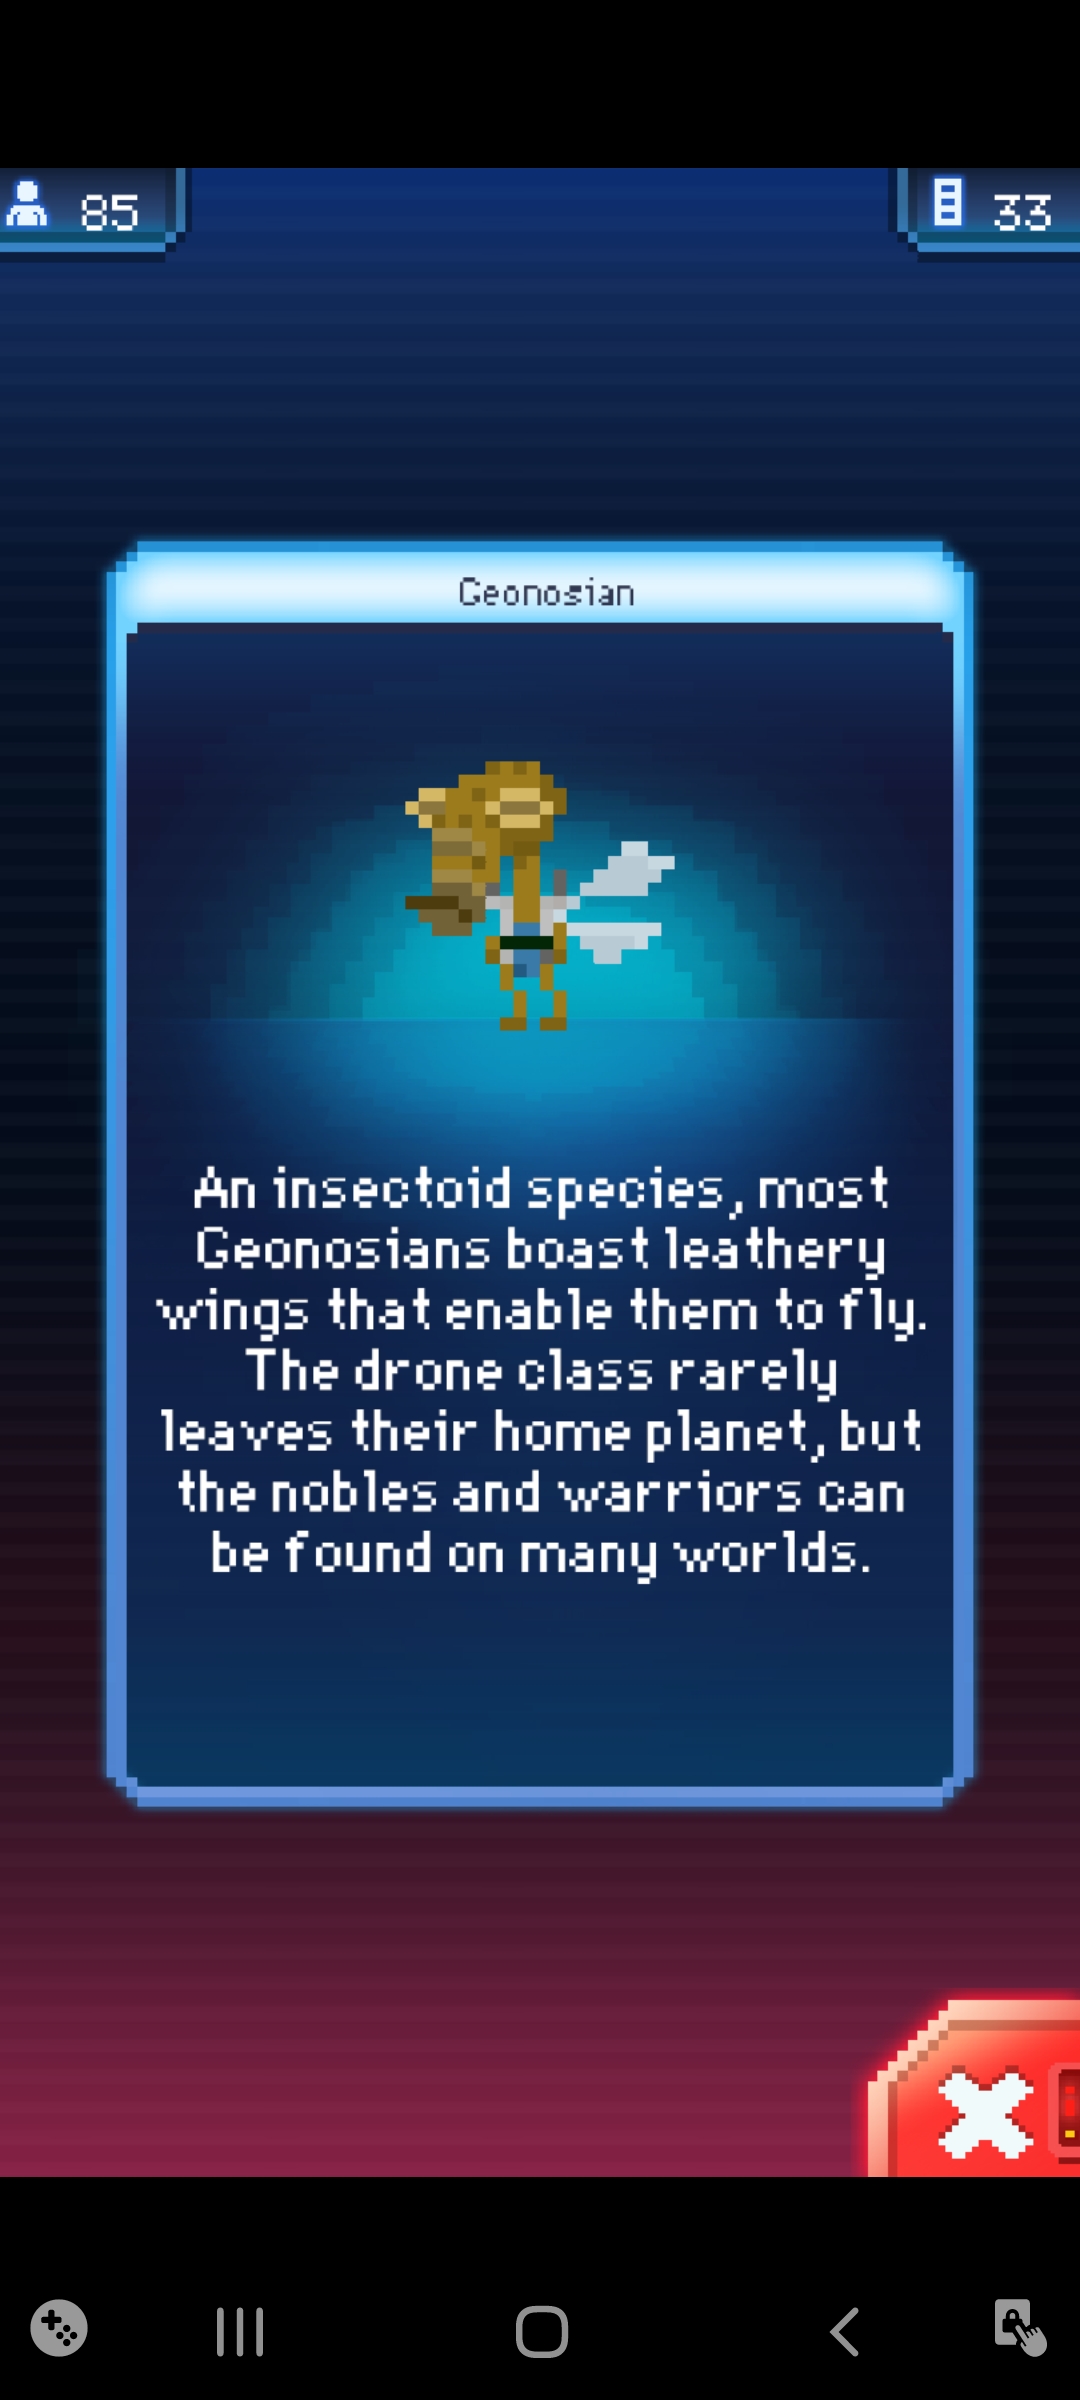 85
33
Geonosian
An insectoid species, most
Geonosians boast leathery
wings that enable them to fly.
The drone class rarely
leaves their home planet, but
the nobles and warriors can
be found on many worlds.